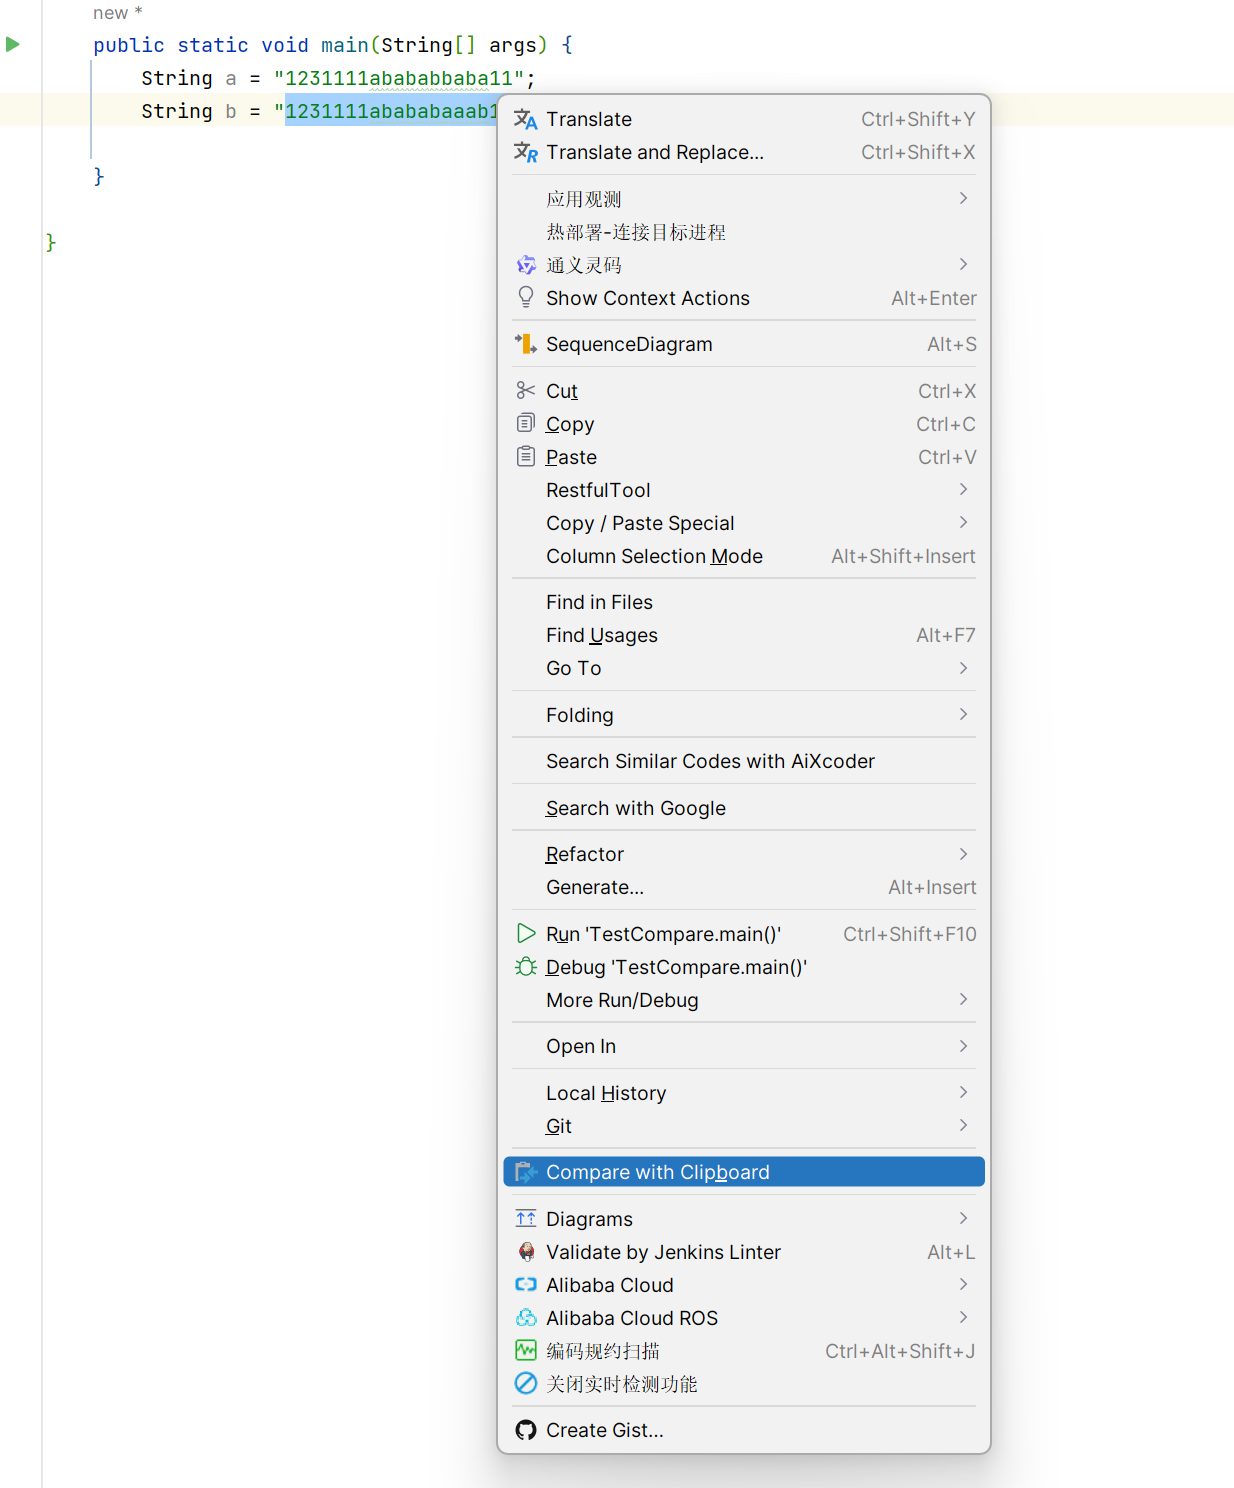 new *
public static void main(String[] args) {
String a = "1231111abababbaba11";
String b = "1231111abababaaab1
}
}
Translate Ctrl+Shift+Y
Translate and Replace... Ctrl+Shift+X
应用观测
热部署-连接目标进程
通义灵码
Show Context Actions Alt+Enter
SequenceDiagram Alt+S
Cut Ctrl+X
Copy Ctrl+C
Paste Ctrl+V
RestfulTool
Copy / Paste Special
Column Selection Mode Alt+Shift+Insert
Find in Files
Find Usages Alt+F7
Go To
Folding
Search Similar Codes with AiXcoder
Search with Google
Refactor
Generate... Alt+Insert
Run 'TestCompare.main()' Ctrl+Shift+F10
Debug 'TestCompare.main()'
More Run/Debug
Open In
Local History
Git
Compare with Clipboard
Diagrams
Validate by Jenkins Linter Alt+L
Alibaba Cloud
Alibaba Cloud ROS
编码规约扫描 Ctrl+Alt+Shift+J
关闭实时检测功能
Create Gist...